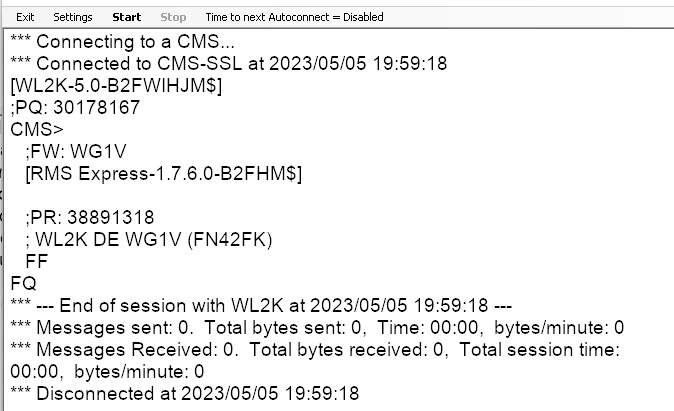 Exit Settings Start Stop Time to next Autoconnect = Disabled
*** Connecting to a CMS...
*** Connected to CMS-SSL at 2023/05/05 19:59:18
[WL2K-5.0-B2FWIHJM$]
;PQ: 30178167
CMS>
;FW: WG1V
[RMS Express-1.7.6.0-B2FHM$]
;PR: 38891318
; WL2K DE WG1V (FN42FK)
FF
FQ
*** --- End of session with WL2K at 2023/05/05 19:59:18 ---
*** Messages sent: 0.  Total bytes sent: 0,  Time: 00:00,  bytes/minute: 0
*** Messages Received: 0.  Total bytes received: 0,  Total session time:
00:00,  bytes/minute: 0
*** Disconnected at 2023/05/05 19:59:18